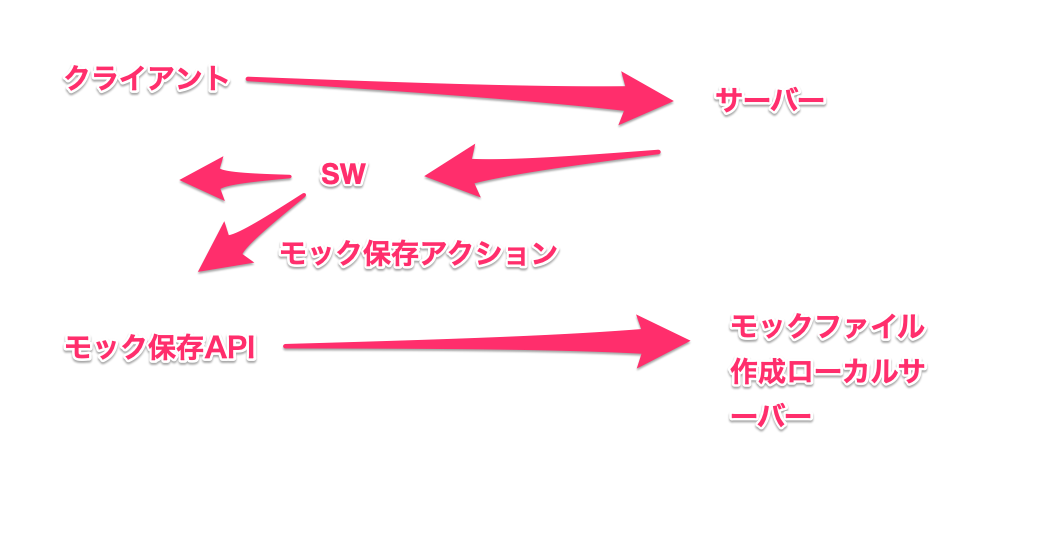 クライアント
サーバー
SW
モック保存アクション
モック保存API
モックファイル
作成ローカルサ
ーバー